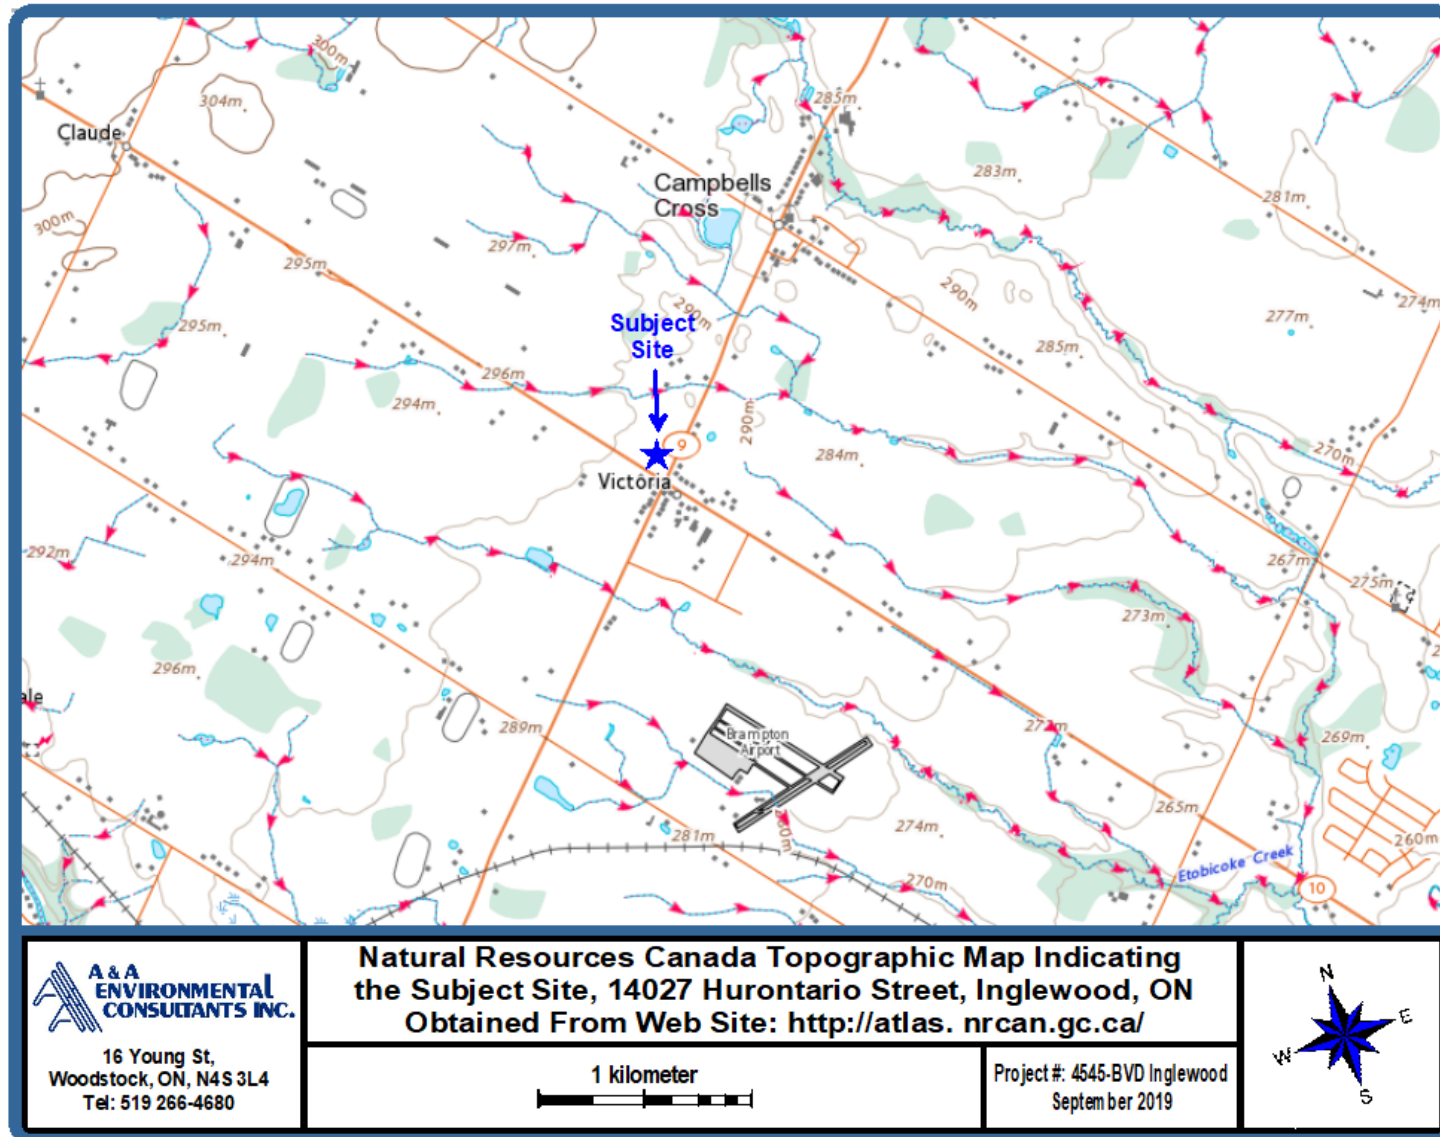 300m
304m
Claude
300m
295m
295m
297m
Campbells
Cross
285m
283m
281m
274m
277m
290m
290m
285m
Subject
Site
296m
294m
290m
9
284m
Victoria
270m
267m
275m
273m
292m
294m
296m
ale
289m
Brampton
Airport
281m
280m
274m
270m
269m
265m
260m
Etobicoke Creek
10
A & A
ENVIRONMENTAL
CONSULTANTS INC.
16 Young St,
Woodstock, ON, N4S 3L4
Tel: 519 266-4680
Natural Resources Canada Topographic Map Indicating
the Subject Site, 14027 Hurontario Street, Inglewood, ON
Obtained From Web Site: http://atlas. nrcan.gc.ca/
1 kilometer
Project #: 4545-BVD Inglewood
September 2019
N
E
W
S